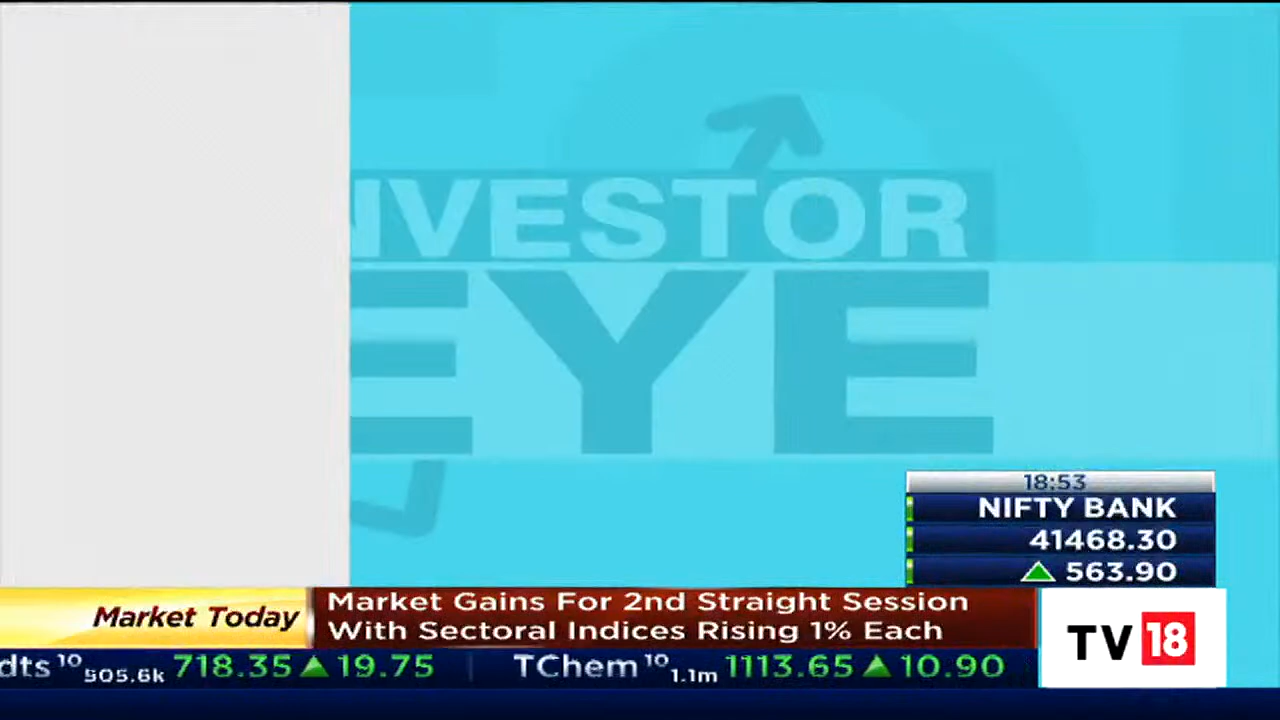 NVESTOR
EYE
18:53
NIFTY BANK
41468.30
563.90
Market Today
Market Gains For 2nd Straight Session
With Sectoral Indices Rising 1% Each
TV18
dts 10 505.6k 718.35 19.75 TChem 10 1.1m 1113.65 10.90